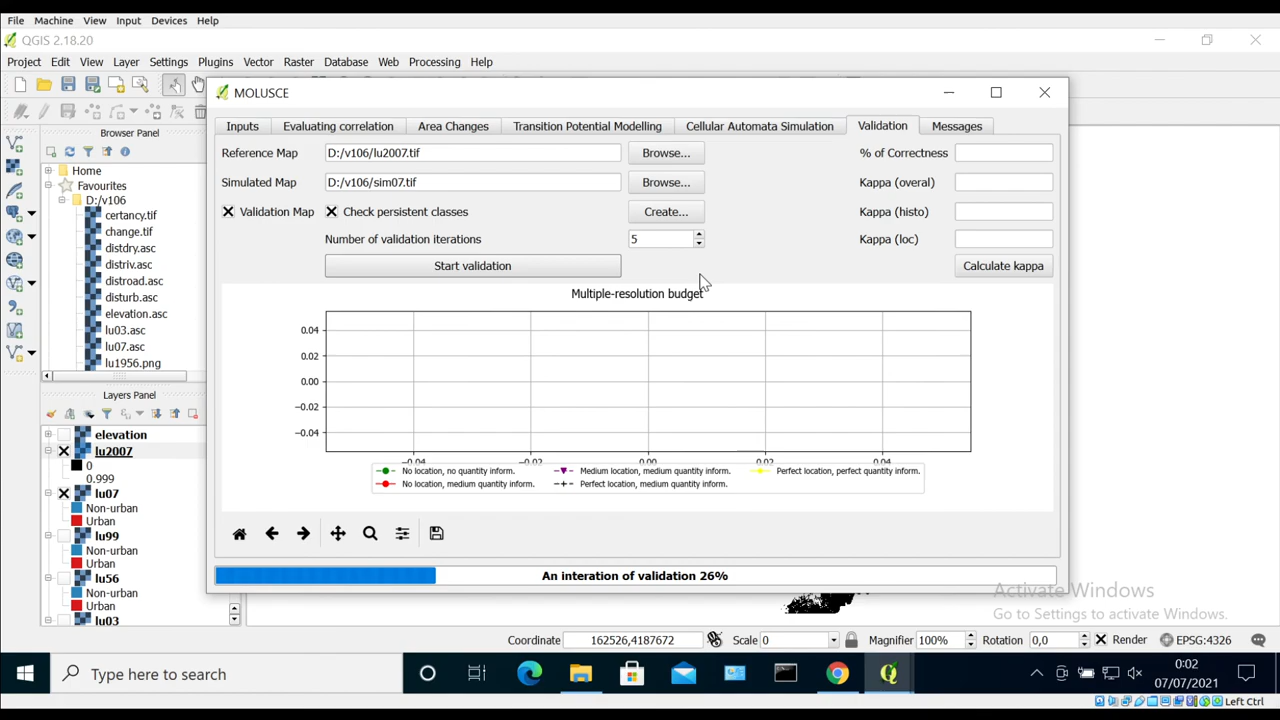 File Machine View Input Devices Help
QGIS 2.18.20
Project Edit View Layer Settings Plugins Vector Raster Database Web Processing Help
MOLUSCE
Browser Panel
Home
Favourites
D:/v106
certancy.tif
change.tif
distdry.asc
distriv.asc
distroad.asc
disturb.asc
elevation.asc
lu03.asc
lu07.asc
lu1956.png
Layers Panel
elevation
lu2007
0
0.999
lu07
Non-urban
Urban
lu99
Non-urban
Urban
lu56
Non-urban
Urban
lu03
Inputs Evaluating correlation Area Changes Transition Potential Modelling Cellular Automata Simulation Validation Messages
Reference Map D:/v106/lu2007.tif Browse... % of Correctness
Simulated Map D:/v106/sim07.tif Browse... Kappa (overal)
Validation Map Check persistent classes Create... Kappa (histo)
Number of validation iterations 5 Kappa (loc)
Start validation Calculate kappa
Multiple-resolution budget
0.04
0.02
0.00
−0.02
−0.04
−0.04 −0.02 0.00 0.02 0.04
No location, no quantity inform. Medium location, medium quantity inform. Perfect location, perfect quantity inform.
No location, medium quantity inform. Perfect location, medium quantity inform.
An interation of validation 26%
Activate Windows
Go to Settings to activate Windows.
Coordinate 162526,4187672 Scale 0 Magnifier 100% Rotation 0,0 Render EPSG:4326
Type here to search
0:02
07/07/2021
Left Ctrl